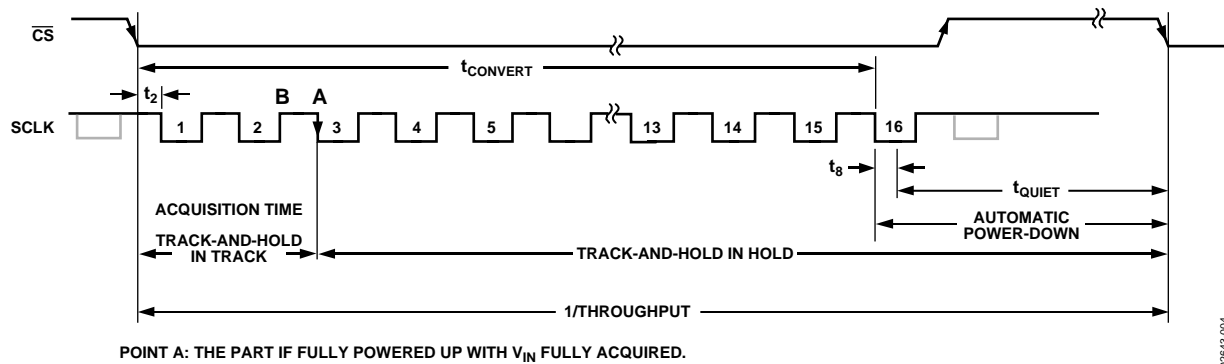 CS
tCONVERT
t2
B A
SCLK
1 2 3 4 5 13 14 15 16
t8
tQUIET
ACQUISITION TIME
AUTOMATIC
POWER-DOWN
TRACK-AND-HOLD
IN TRACK
TRACK-AND-HOLD IN HOLD
1/THROUGHPUT
POINT A: THE PART IF FULLY POWERED UP WITH VIN FULLY ACQUIRED.
02643-004